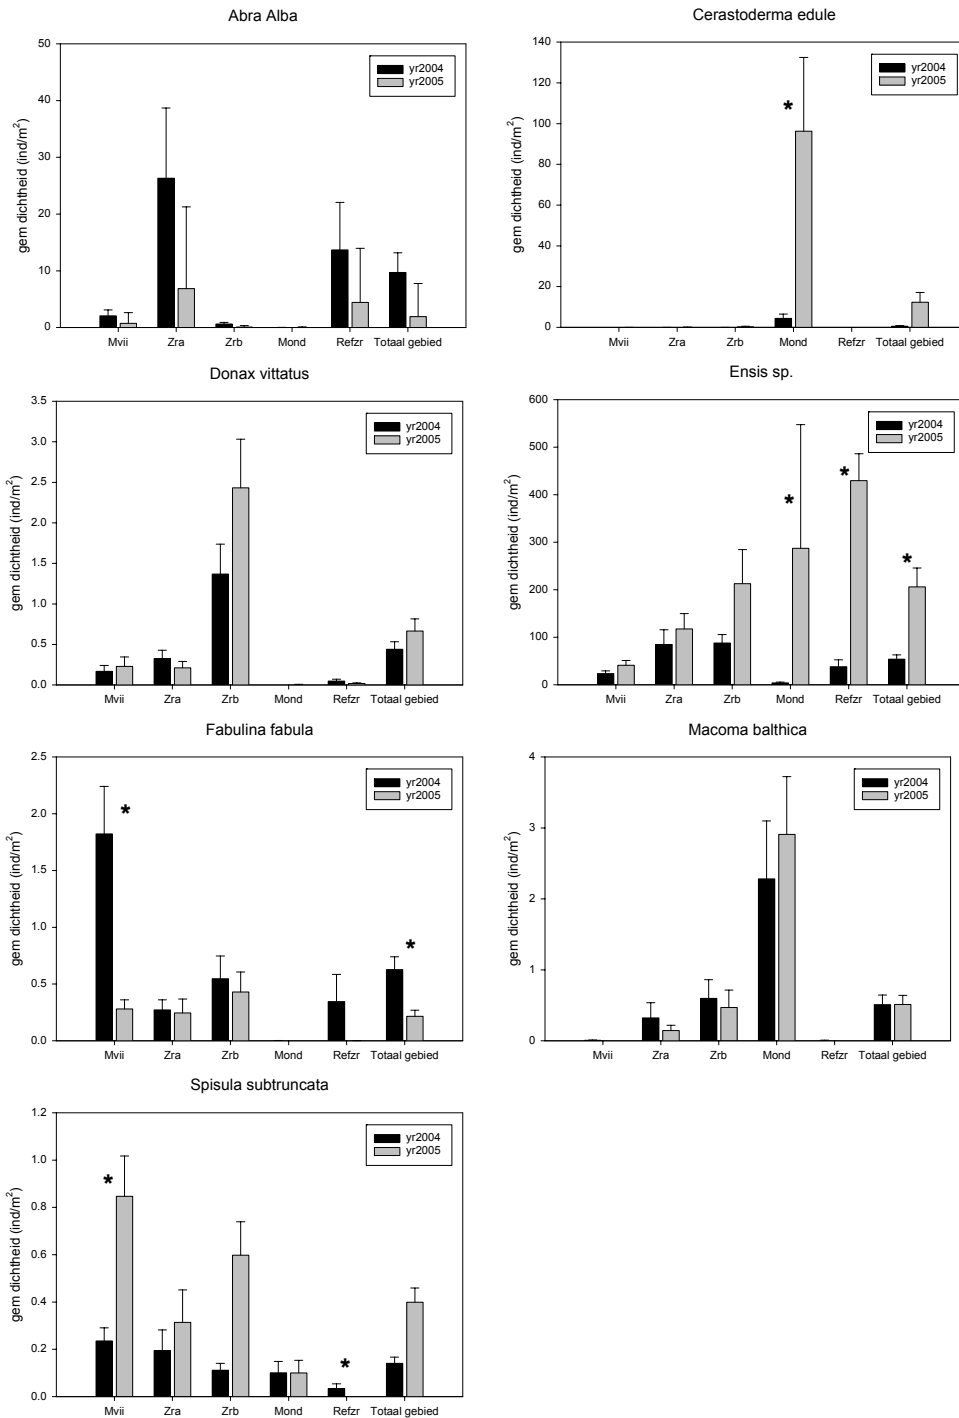 Abra Alba
gem dichtheid (ind/m²)
50
40
30
20
10
0
yr2004
yr2005
Mvii Zra Zrb Mond Refzr Totaal gebied
Cerastoderma edule
gem dichtheid (ind/m²)
140
120
100
80
60
40
20
0
yr2004
yr2005
*
Mvii Zra Zrb Mond Refzr Totaal gebied
Donax vittatus
gem dichtheid (ind/m²)
3.5
3.0
2.5
2.0
1.5
1.0
0.5
0.0
yr2004
yr2005
Mvii Zra Zrb Mond Refzr Totaal gebied
Ensis sp.
gem dichtheid (ind/m²)
600
500
400
300
200
100
0
yr2004
yr2005
* * *
Mvii Zra Zrb Mond Refzr Totaal gebied
Fabulina fabula
gem dichtheid (ind/m²)
2.5
2.0
1.5
1.0
0.5
0.0
yr2004
yr2005
* *
Mvii Zra Zrb Mond Refzr Totaal gebied
Macoma balthica
gem dichtheid (ind/m²)
4
3
2
1
0
yr2004
yr2005
Mvii Zra Zrb Mond Refzr Totaal gebied
Spisula subtruncata
gem dichtheid (ind/m²)
1.2
1.0
0.8
0.6
0.4
0.2
0.0
yr2004
yr2005
* *
Mvii Zra Zrb Mond Refzr Totaal gebied